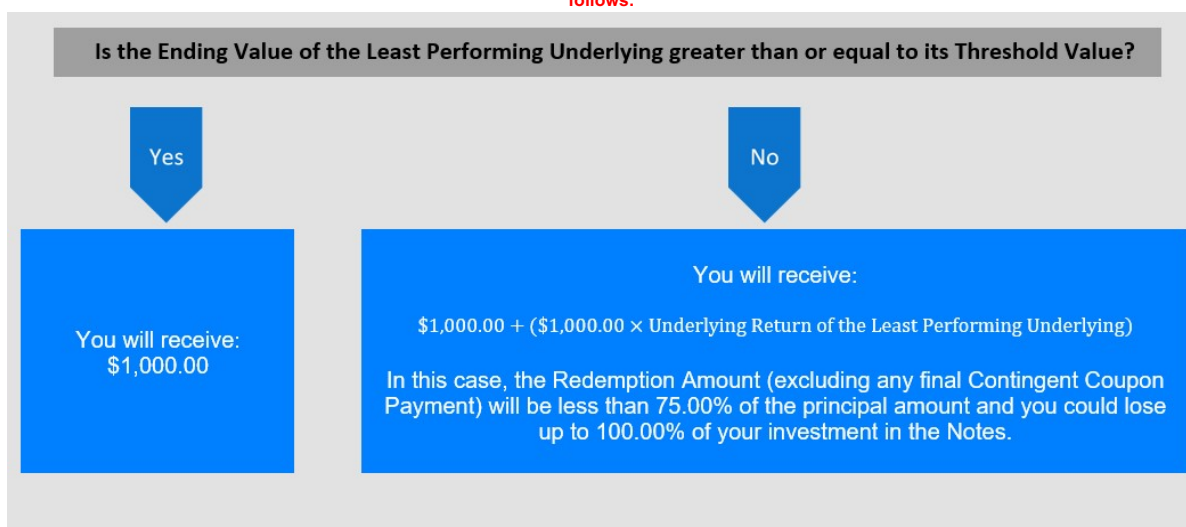 follows:
Is the Ending Value of the Least Performing Underlying greater than or equal to its Threshold Value?
Yes
No
You will receive:
$1,000.00
You will receive:
$1,000.00 + ($1,000.00 × Underlying Return of the Least Performing Underlying)
In this case, the Redemption Amount (excluding any final Contingent Coupon
Payment) will be less than 75.00% of the principal amount and you could lose
up to 100.00% of your investment in the Notes.